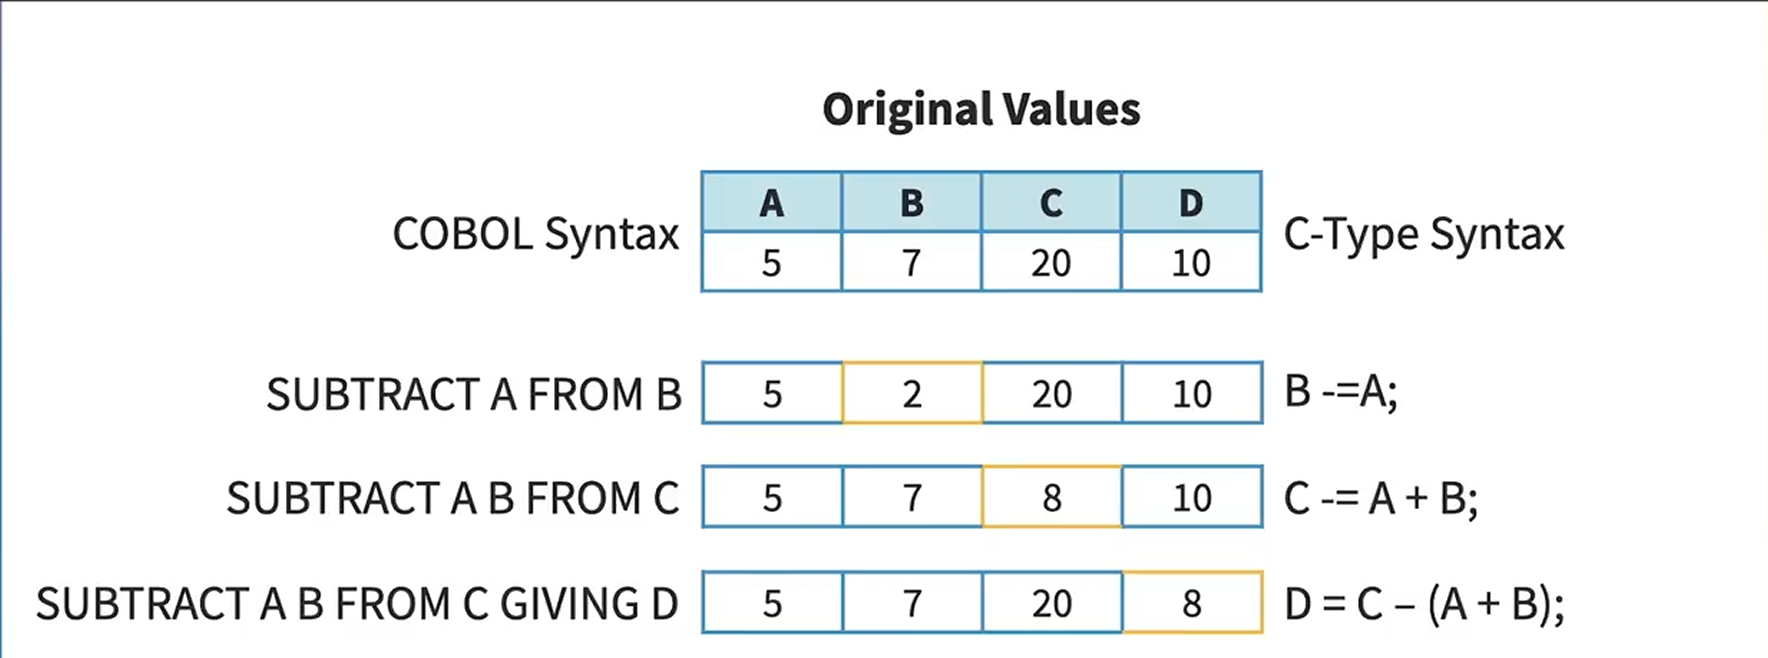 Original Values
COBOL Syntax
A B C D
5 7 20 10
C-Type Syntax
SUBTRACT A FROM B 5 2 20 10 B -=A;
SUBTRACT A B FROM C 5 7 8 10 C -= A + B;
SUBTRACT A B FROM C GIVING D 5 7 20 8 D = C – (A + B);